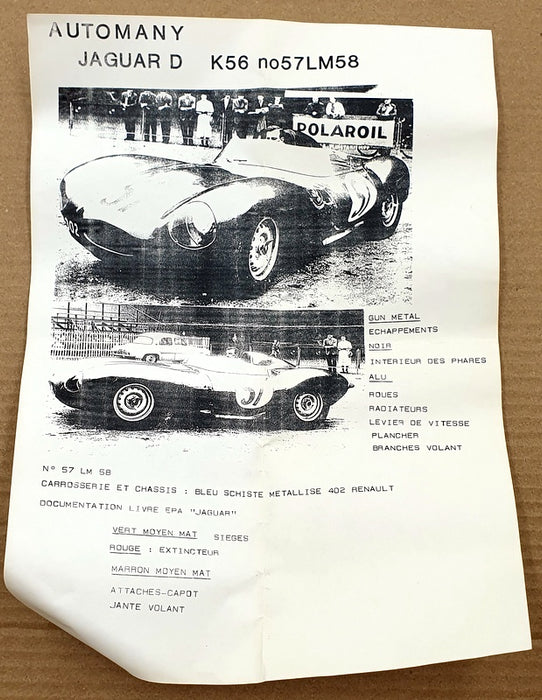 AUTOMANY
JAGUAR D K56 no57LM58
POLAROIL
57
GUN METAL
ECHAPPEMENTS
NOIR
INTERIEUR DES PHARES
ALU
ROUES
RADIATEURS
LEVIER DE VITESSE
PLANCHER
BRANCHES VOLANT
N° 57 LM 58
CARROSSERIE ET CHASSIS : BLEU SCHISTE METALLISE 402 RENAULT
DOCUMENTATION LIVRE EPA "JAGUAR"
VERT MOYEN MAT SIEGES
ROUGE : EXTINCTEUR
MARRON MOYEN MAT
ATTACHES-CAPOT
JANTE VOLANT